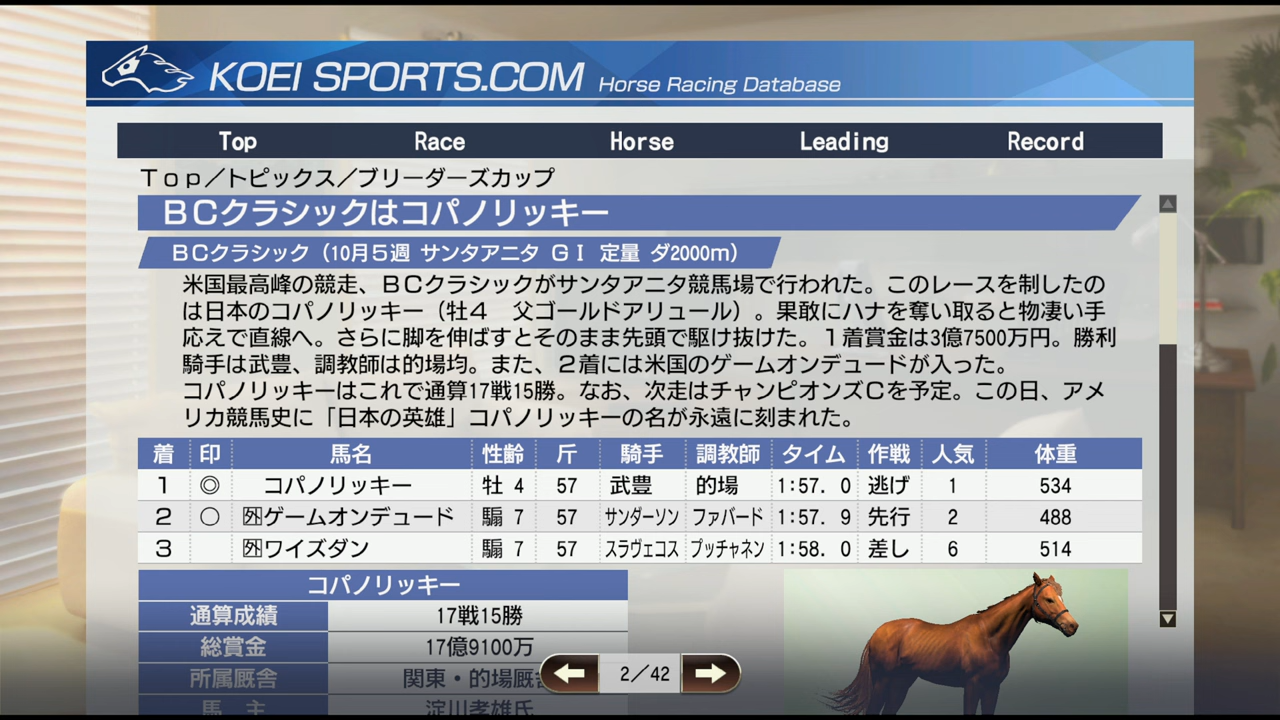 KOEI SPORTS.COM Horse Racing Database
Top Race Horse Leading Record
Ｔｏｐ／トピックス／ブリーダーズカップ
ＢＣクラシックはコパノリッキー
ＢＣクラシック（10月５週 サンタアニタ ＧⅠ 定量 ダ2000m）
米国最高峰の競走、ＢＣクラシックがサンタアニタ競馬場で行われた。このレースを制したの
は日本のコパノリッキー（牡４ 父ゴールドアリュール）。果敢にハナを奪い取ると物凄い手
応えで直線へ。さらに脚を伸ばすとそのまま先頭で駆け抜けた。１着賞金は3億7500万円。勝利
騎手は武豊、調教師は的場均。また、２着には米国のゲームオンデュードが入った。
コパノリッキーはこれで通算17戦15勝。なお、次走はチャンピオンズＣを予定。この日、アメ
リカ競馬史に「日本の英雄」コパノリッキーの名が永遠に刻まれた。
着 印 馬名 性齢 斤 騎手 調教師 タイム 作戦 人気 体重
1 ◎ コパノリッキー 牡 4 57 武豊 的場 1:57. 0 逃げ 1 534
2 ○ 外ゲームオンデュード 騸 7 57 サンダーソン ファバード 1:57. 9 先行 2 488
3 外ワイズダン 騸 7 57 スラヴェコス プッチャネン 1:58. 0 差し 6 514
コパノリッキー
通算成績 17戦15勝
総賞金 17億9100万
所属厩舎 関東・的場厩舎
馬 主 淀川孝雄氏
2／42